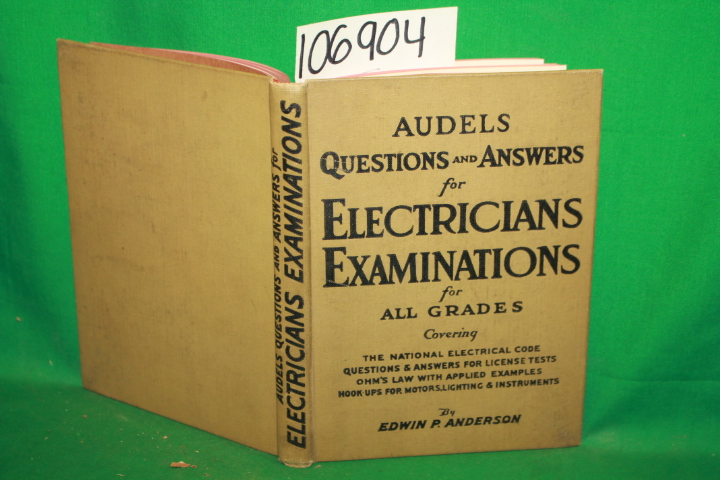 106904
AUDELS QUESTIONS AND ANSWERS for
ELECTRICIANS EXAMINATIONS
AUDELS
QUESTIONS AND ANSWERS
for
ELECTRICIANS
EXAMINATIONS
for
ALL GRADES
Covering
THE NATIONAL ELECTRICAL CODE
QUESTIONS & ANSWERS FOR LICENSE TESTS
OHM'S LAW WITH APPLIED EXAMPLES
HOOK-UPS FOR MOTORS, LIGHTING & INSTRUMENTS
By
EDWIN P. ANDERSON